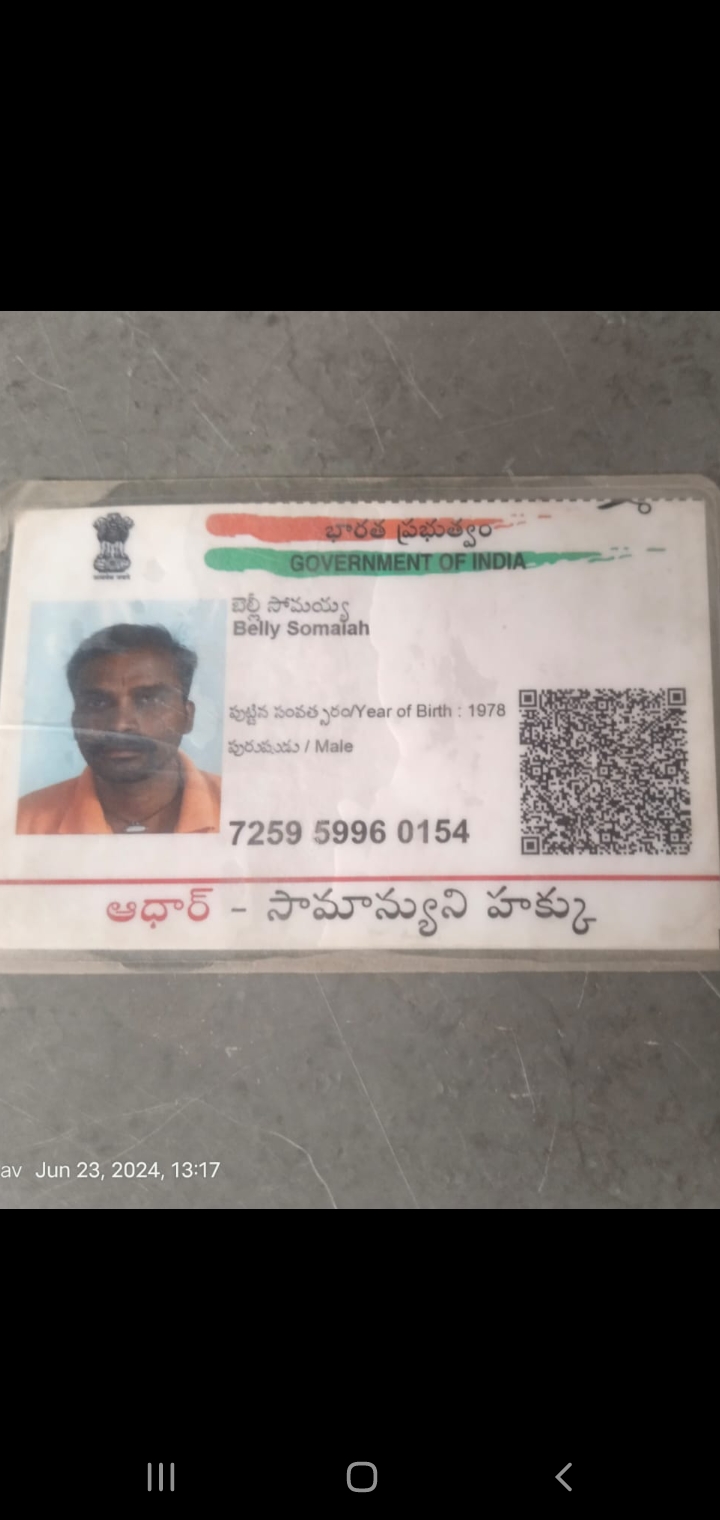 భారత ప్రభుత్వం
GOVERNMENT OF INDIA
బెల్లీ సోమయ్య
Belly Somaiah
పుట్టిన సంవత్సరం/Year of Birth : 1978
పురుషుడు / Male
7259 5996 0154
ఆధార్ - సామాన్యుని హక్కు
av Jun 23, 2024, 13:17